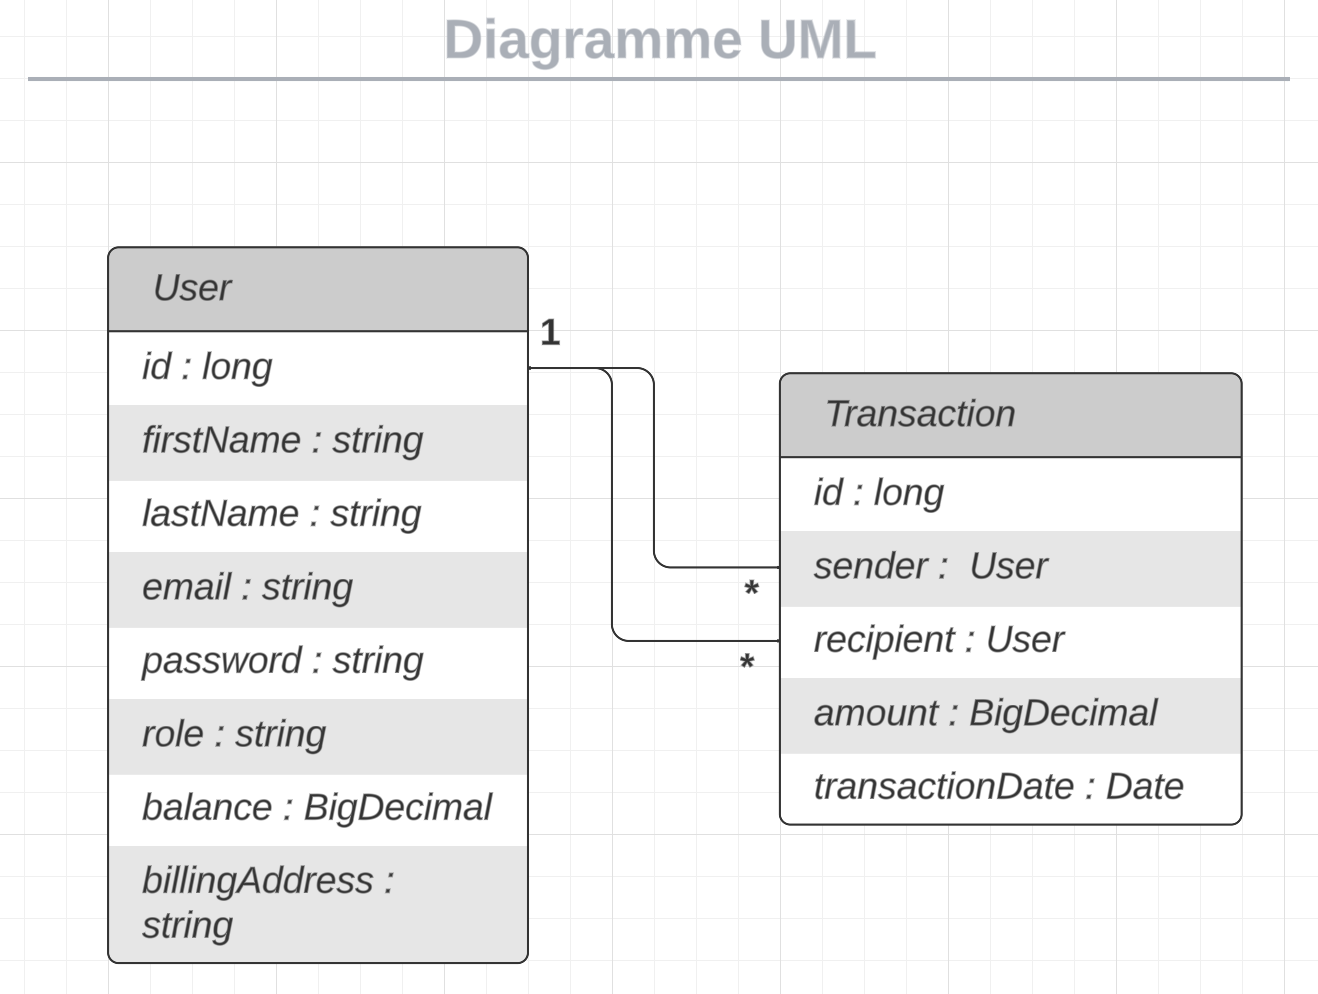 Diagramme UML
User
id : long
firstName : string
lastName : string
email : string
password : string
role : string
balance : BigDecimal
billingAddress :
string
1
*
*
Transaction
id : long
sender :  User
recipient : User
amount : BigDecimal
transactionDate : Date